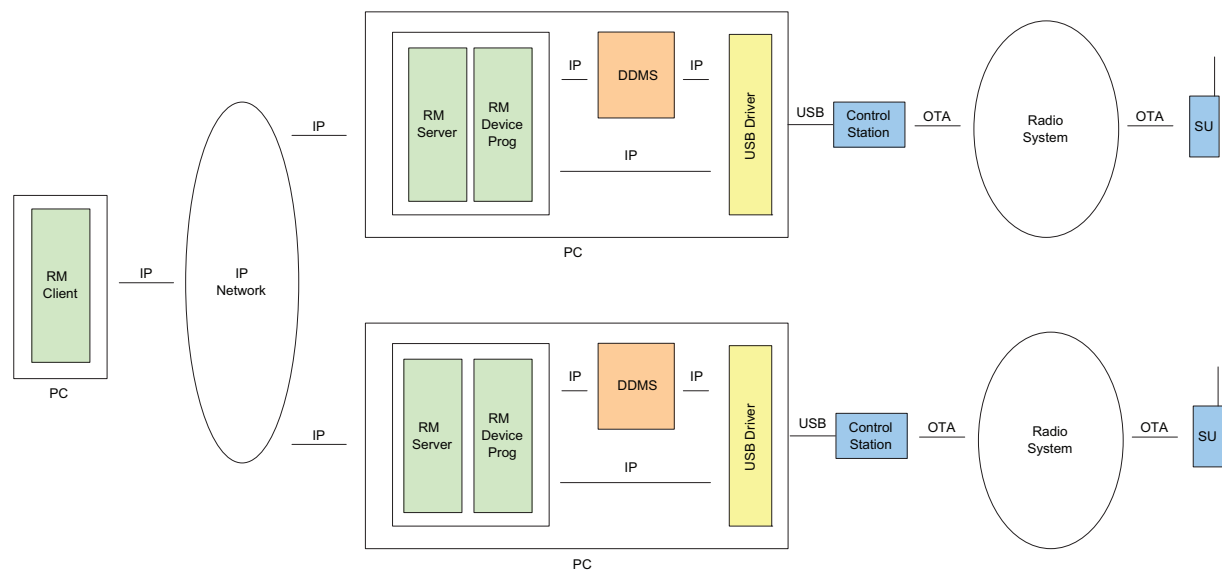 RM
Client
PC
IP
IP
Network
IP
RM
Server
RM
Device
Prog
IP
DDMS
IP
IP
USB Driver
PC
USB
Control
Station
OTA
Radio
System
OTA
SU
IP
RM
Server
RM
Device
Prog
IP
DDMS
IP
IP
USB Driver
PC
USB
Control
Station
OTA
Radio
System
OTA
SU